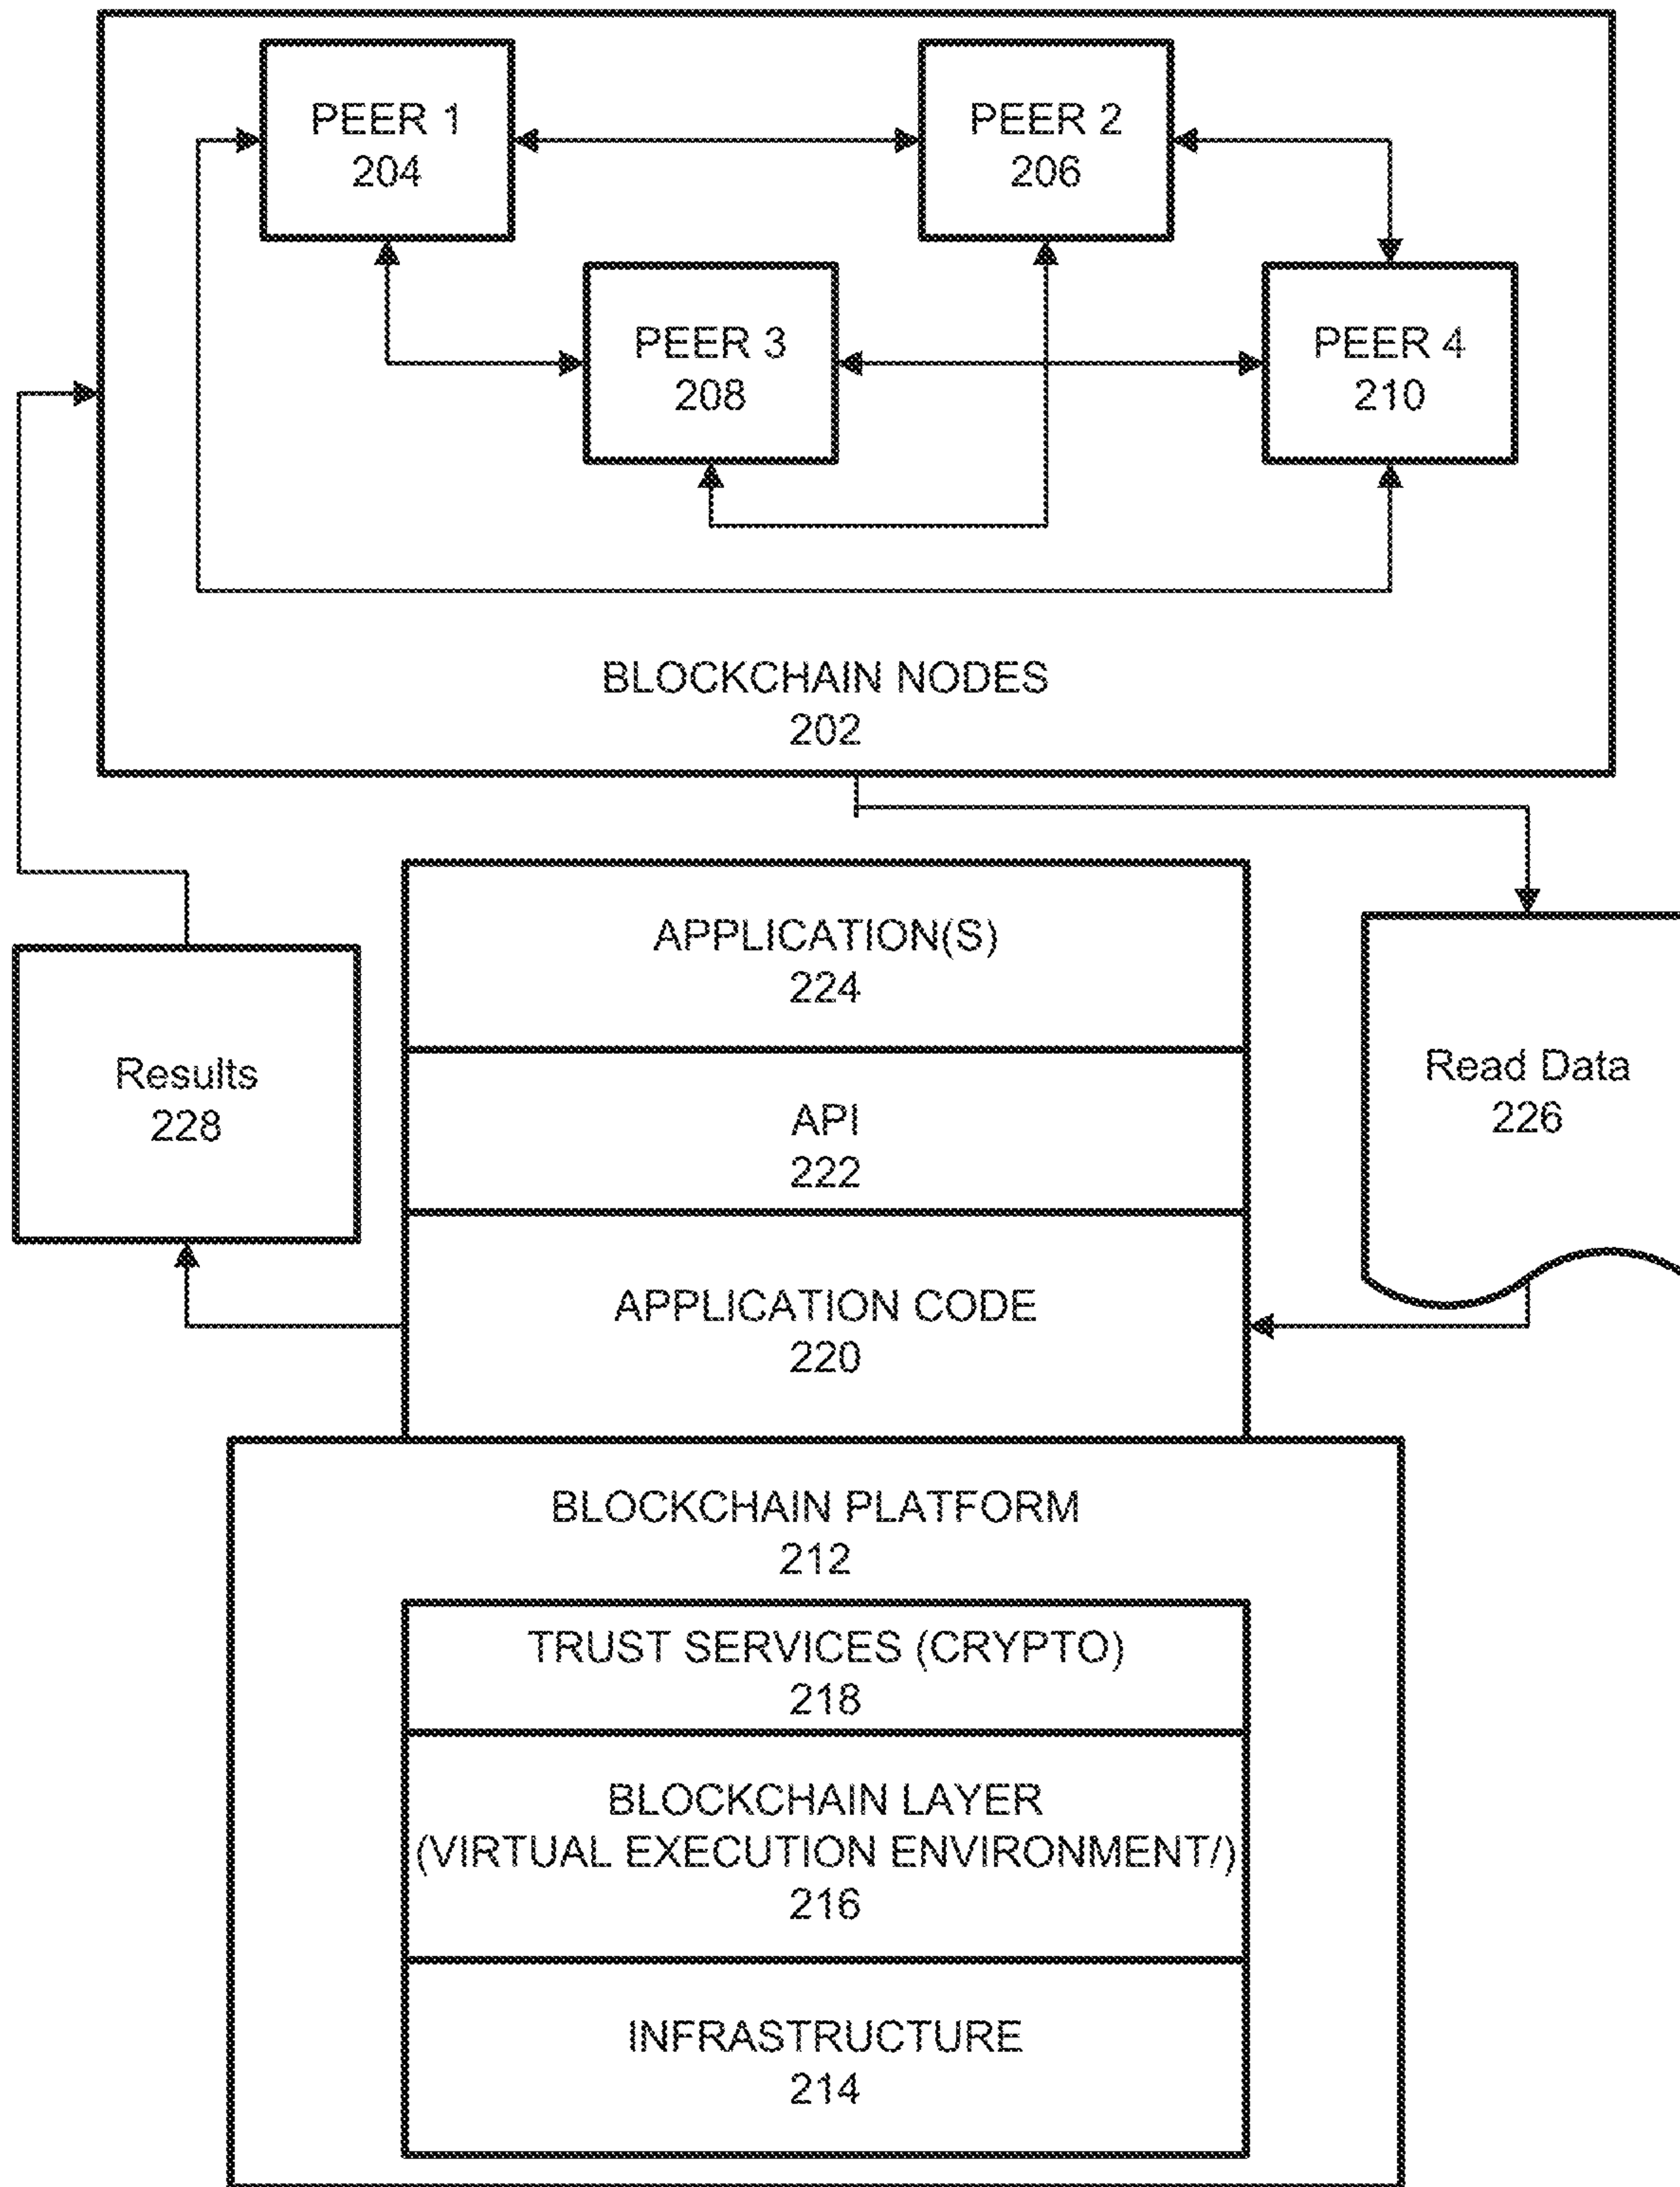 PEER 1
204
PEER 2
206
PEER 3
208
PEER 4
210
BLOCKCHAIN NODES
202
APPLICATION(S)
224
Results
228
API
222
Read Data
226
APPLICATION CODE
220
BLOCKCHAIN PLATFORM
212
TRUST SERVICES (CRYPTO)
218
BLOCKCHAIN LAYER
(VIRTUAL EXECUTION ENVIRONMENT/)
216
INFRASTRUCTURE
214